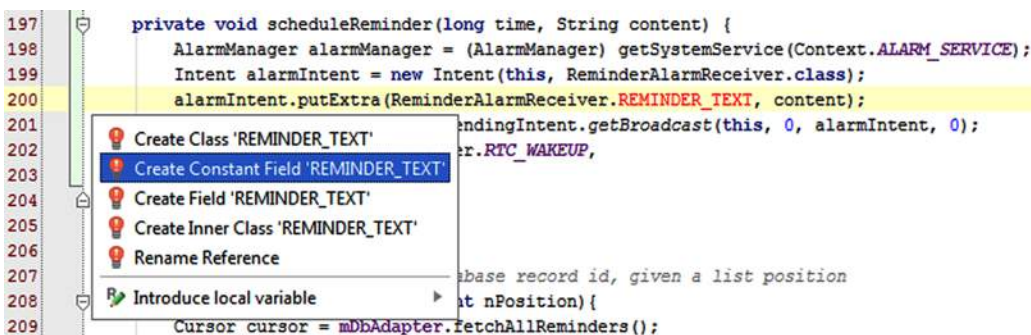 197 private void scheduleReminder(long time, String content) {
198 AlarmManager alarmManager = (AlarmManager) getSystemService(Context.ALARM_SERVICE);
199 Intent alarmIntent = new Intent(this, ReminderAlarmReceiver.class);
200 alarmIntent.putExtra(ReminderAlarmReceiver.REMINDER_TEXT, content);
201 endingIntent.getBroadcast(this, 0, alarmIntent, 0);
Create Class 'REMINDER_TEXT'
202 r.RTC_WAKEUP,
203 Create Constant Field 'REMINDER_TEXT'
204 Create Field 'REMINDER_TEXT'
205 Create Inner Class 'REMINDER_TEXT'
206 Rename Reference
207 abase record id, given a list position
208 Introduce local variable nt nPosition){
209 Cursor cursor = mDbAdapter.fetchAllReminders();